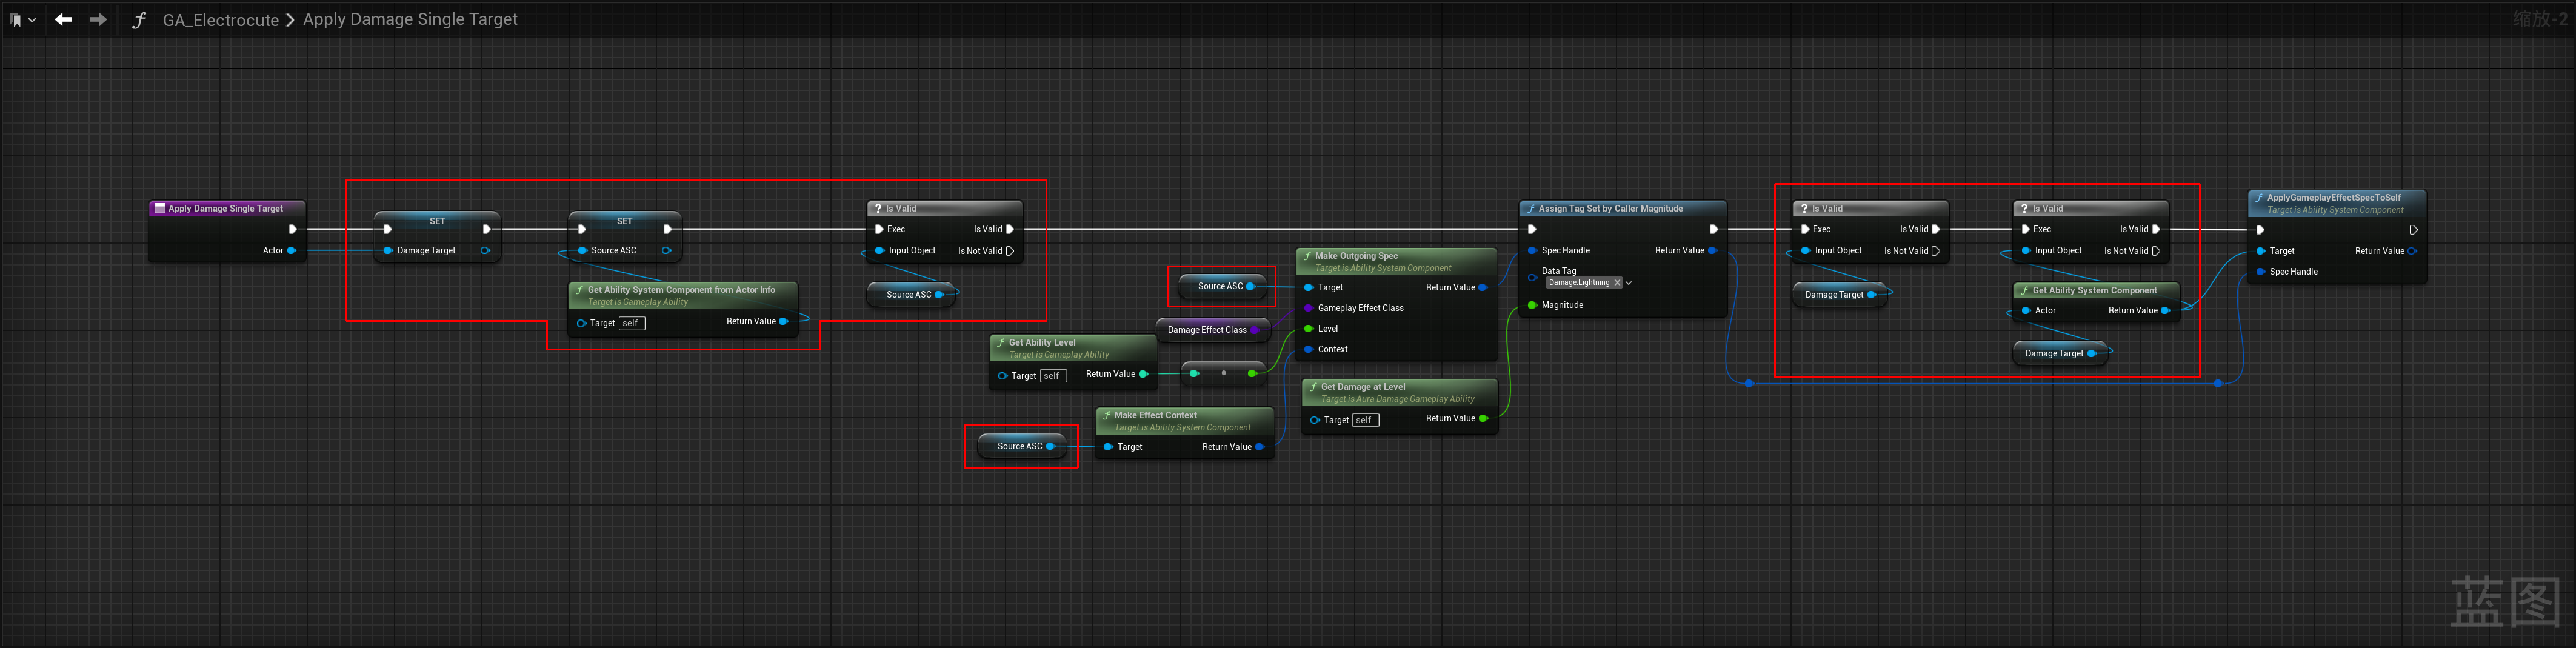 GA_Electrocute > Apply Damage Single Target
缩放-2
Apply Damage Single Target
Actor
SET
Damage Target
SET
Source ASC
Get Ability System Component from Actor Info
Target is Gameplay Ability
Target self
Return Value
? Is Valid
Exec
Is Valid
Input Object
Is Not Valid
Source ASC
Source ASC
Damage Effect Class
Get Ability Level
Target is Gameplay Ability
Target self
Return Value
Source ASC
Make Effect Context
Target is Ability System Component
Target
Return Value
Make Outgoing Spec
Target is Ability System Component
Target
Return Value
Gameplay Effect Class
Level
Context
Get Damage at Level
Target is Aura Damage Gameplay Ability
Target self
Return Value
Assign Tag Set by Caller Magnitude
Spec Handle
Return Value
Data Tag
Damage.Lightning
Magnitude
? Is Valid
Exec
Is Valid
Input Object
Is Not Valid
Damage Target
? Is Valid
Exec
Is Valid
Input Object
Is Not Valid
Get Ability System Component
Actor
Return Value
Damage Target
ApplyGameplayEffectSpecToSelf
Target is Ability System Component
Target
Return Value
Spec Handle
蓝图